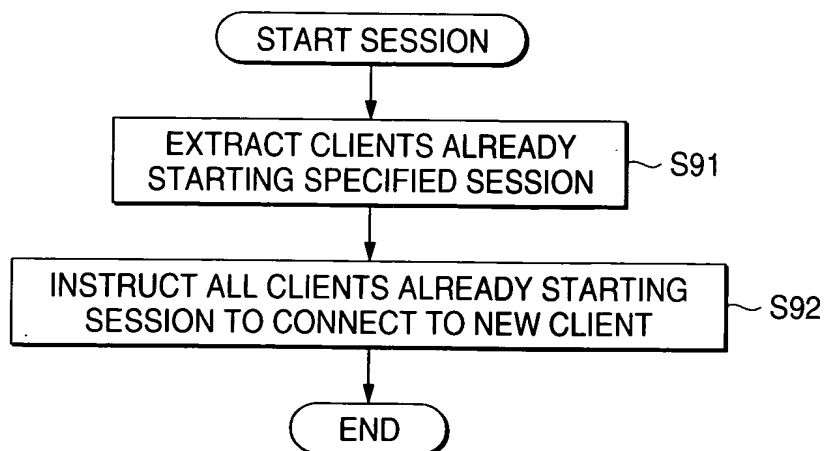 START SESSION
EXTRACT CLIENTS ALREADY
STARTING SPECIFIED SESSION
S91
INSTRUCT ALL CLIENTS ALREADY STARTING
SESSION TO CONNECT TO NEW CLIENT
S92
END